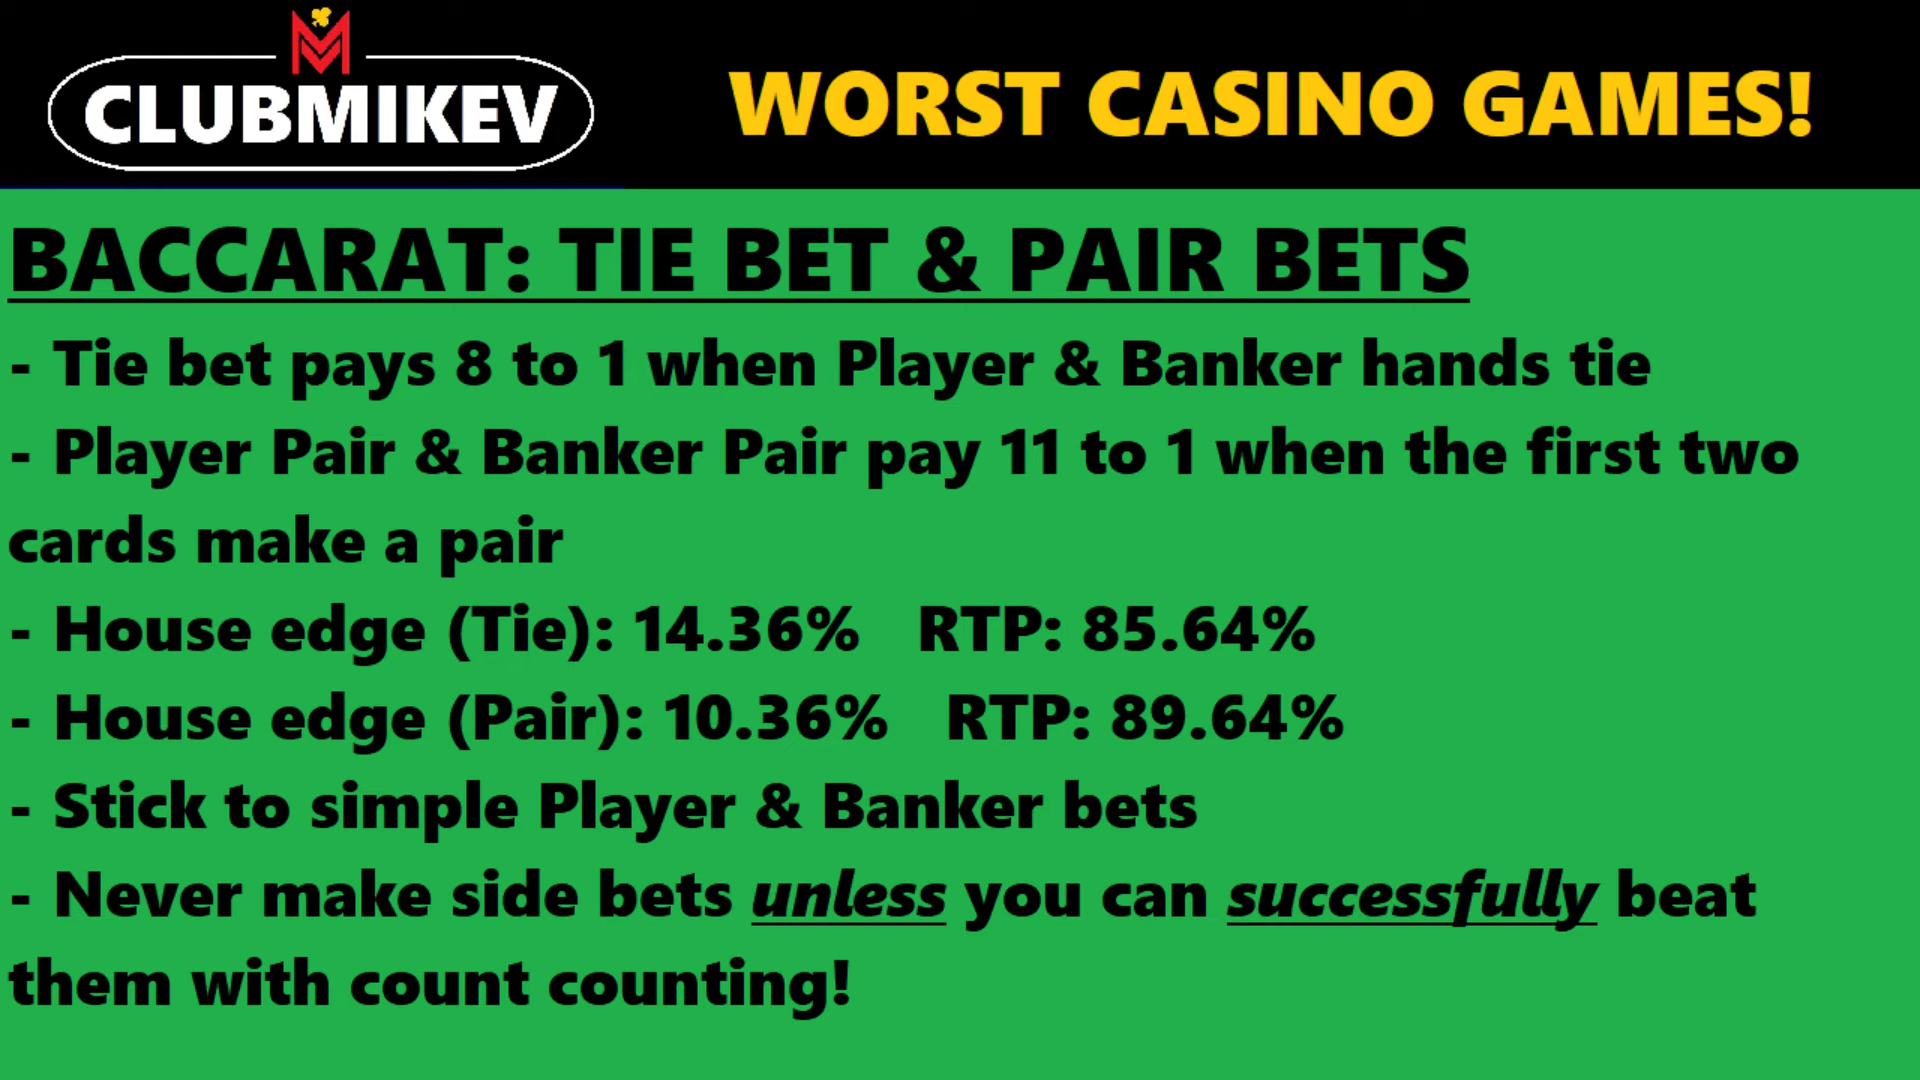 CLUBMIKEV
WORST CASINO GAMES!
BACCARAT: TIE BET & PAIR BETS
- Tie bet pays 8 to 1 when Player & Banker hands tie
- Player Pair & Banker Pair pay 11 to 1 when the first two
cards make a pair
- House edge (Tie): 14.36% RTP: 85.64%
- House edge (Pair): 10.36% RTP: 89.64%
- Stick to simple Player & Banker bets
- Never make side bets unless you can successfully beat
them with count counting!